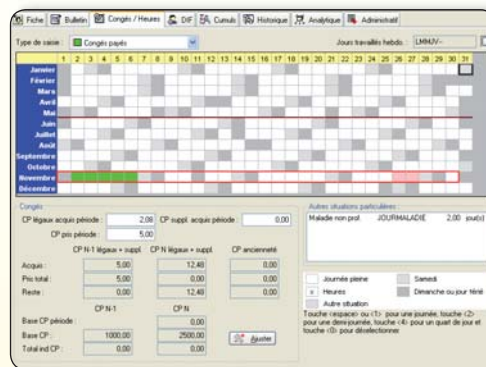 Fiche Bulletin Congés / Heures DIF Cumuls Historique Analytique Administratif
Type de saisie : Congés payés Jours travaillés hebdo. : LMMJV--
1 2 3 4 5 6 7 8 9 10 11 12 13 14 15 16 17 18 19 20 21 22 23 24 25 26 27 28 29 30 31
Janvier
Février
Mars
Avril
Mai
Juin
Juillet
Août
Septembre
Octobre
Novembre
Décembre
Congés
CP légaux acquis période : 2,08 CP suppl. acquis période : 0,00
CP pris période : 5,00
CP N-1 légaux + suppl. CP N légaux + suppl. CP ancienneté
Acquis : 5,00 12,48 0,00
Pris total : 5,00 0,00 0,00
Reste : 0,00 12,48 0,00
CP N-1 CP N
Base CP période : 0,00
Base CP : 1000,00 2500,00
Total ind CP : 0,00 0,00
Ajuster
Autres situations particulières :
Maladie non prof. JOURMALADIE 2,00 jour(s)
Journée pleine Samedi
x Heures Dimanche ou jour férié
Autre situation
Touche <espace> ou <1> pour une journée, touche <2>
pour une demi-journée, touche <4> pour un quart de jour et
touche <0> pour désélectionner.